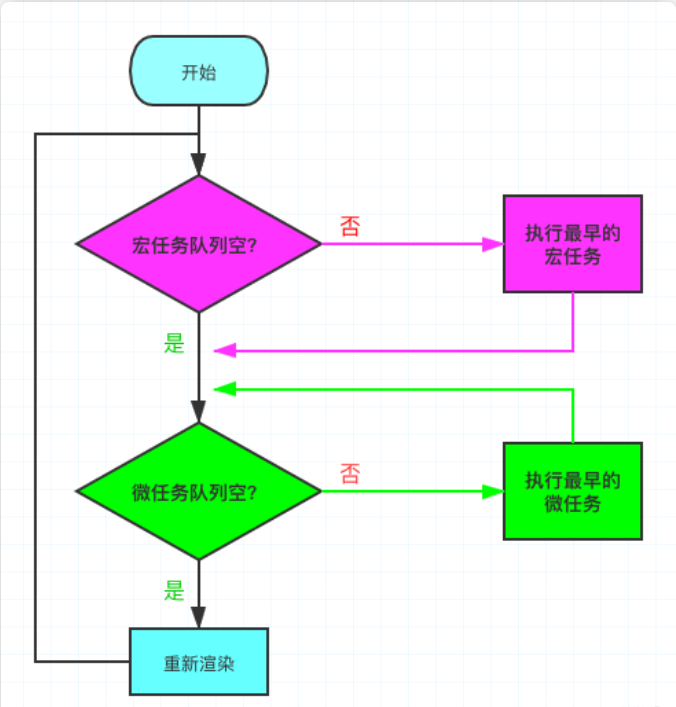 开始
宏任务队列空?
否
执行最早的
宏任务
是
微任务队列空?
否
执行最早的
微任务
是
重新渲染